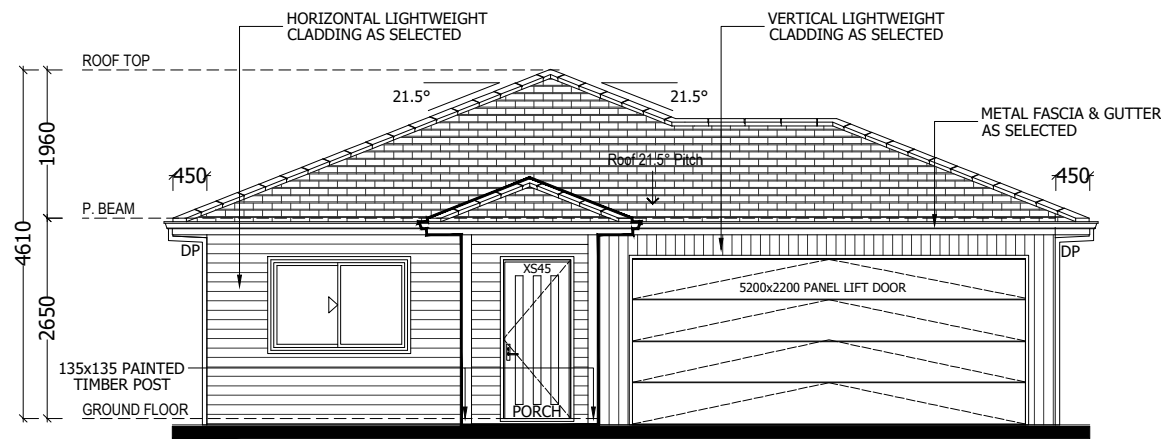 HORIZONTAL LIGHTWEIGHT
CLADDING AS SELECTED
VERTICAL LIGHTWEIGHT
CLADDING AS SELECTED
ROOF TOP
21.5°
21.5°
METAL FASCIA & GUTTER
AS SELECTED
1960
Roof 21.5° Pitch
450
450
P. BEAM
4610
DP
DP
XS45
5200x2200 PANEL LIFT DOOR
2650
135x135 PAINTED
TIMBER POST
GROUND FLOOR
PORCH